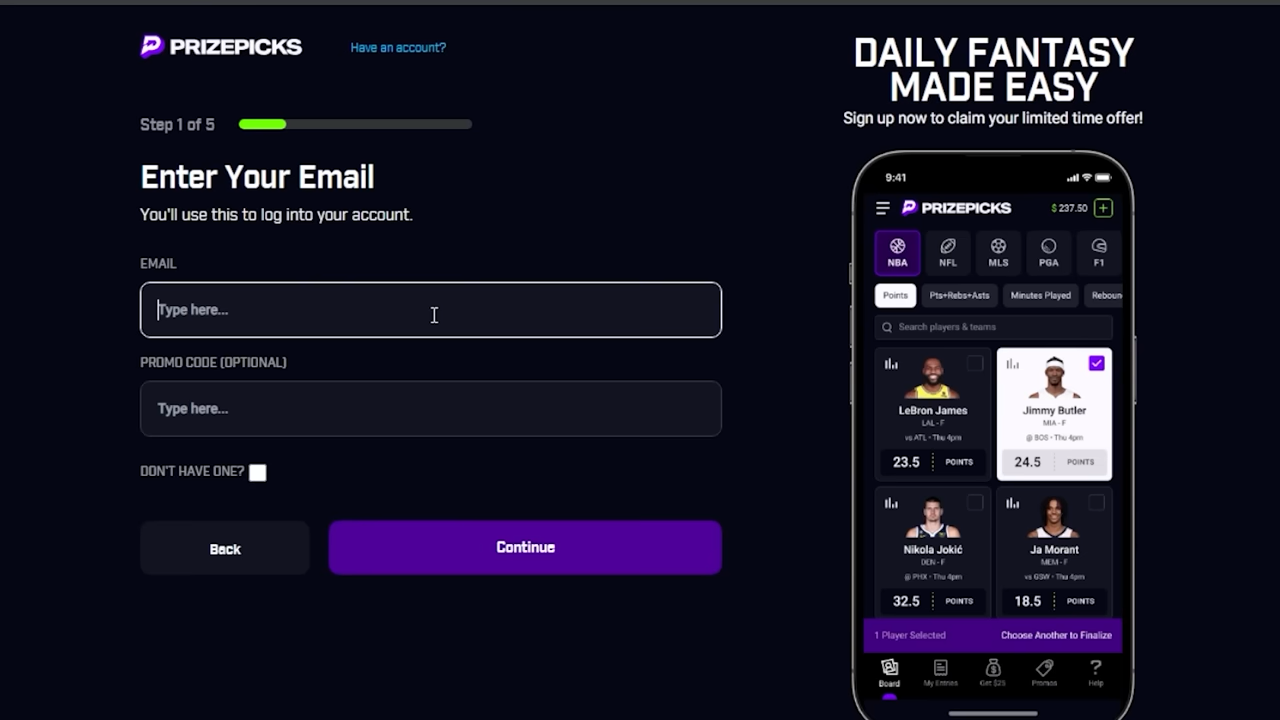 PRIZEPICKS
Have an account?
Step 1 of 5
Enter Your Email
You'll use this to log into your account.
EMAIL
Type here...
PROMO CODE (OPTIONAL)
Type here...
DON'T HAVE ONE?
Back
Continue
DAILY FANTASY
MADE EASY
Sign up now to claim your limited time offer!
9:41
PRIZEPICKS
$ 237.50
NBA NFL MLS PGA F1
Points Pts+Rebs+Asts Minutes Played Reboun
Search players & teams
LeBron James
LAL - F
vs ATL • Thu 4pm
23.5 POINTS
Jimmy Butler
MIA - F
@ BOS • Thu 4pm
24.5 POINTS
Nikola Jokić
DEN - F
@ PHX • Thu 4pm
32.5 POINTS
Ja Morant
MEM - F
vs GSW • Thu 4pm
18.5 POINTS
1 Player Selected Choose Another to Finalize
Board My Entries Get $25 Promos Help